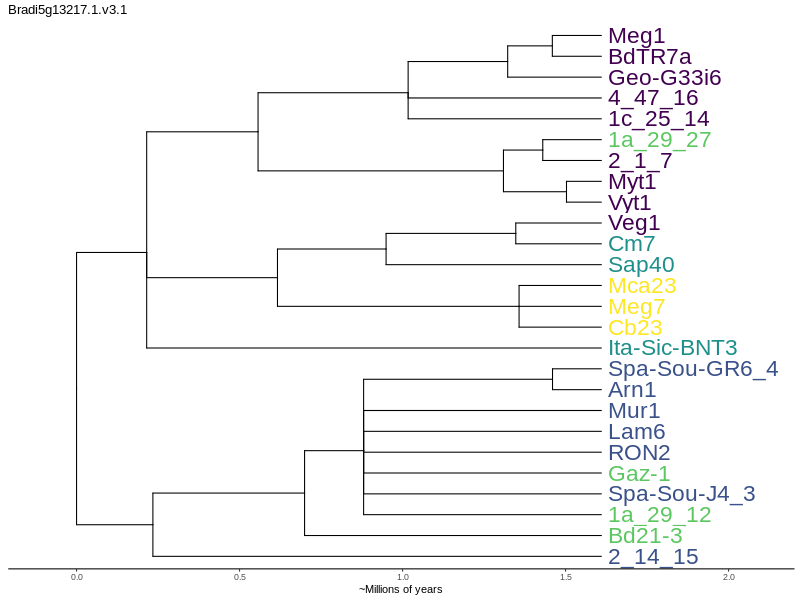 Bradi5g13217.1.v3.1
Meg1
BdTR7a
Geo-G33i6
4_47_16
1c_25_14
1a_29_27
2_1_7
Myt1
Vyt1
Veg1
Cm7
Sap40
Mca23
Meg7
Cb23
Ita-Sic-BNT3
Spa-Sou-GR6_4
Arn1
Mur1
Lam6
RON2
Gaz-1
Spa-Sou-J4_3
1a_29_12
Bd21-3
2_14_15
0.0 0.5 1.0 1.5 2.0
~Millions of years